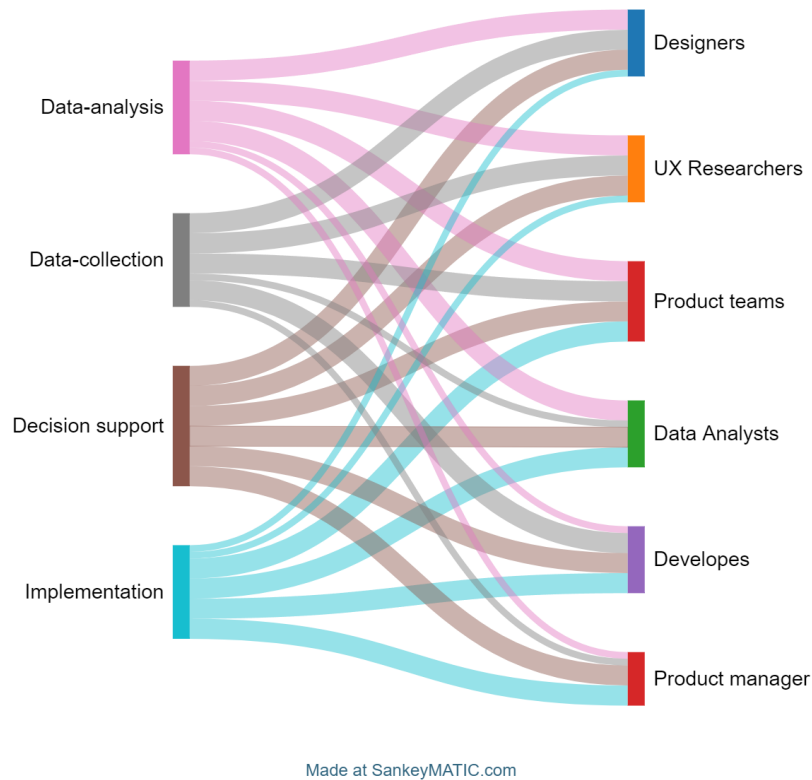 Data-analysis
Data-collection
Decision support
Implementation
Designers
UX Researchers
Product teams
Data Analysts
Developes
Product manager
Made at SankeyMATIC.com